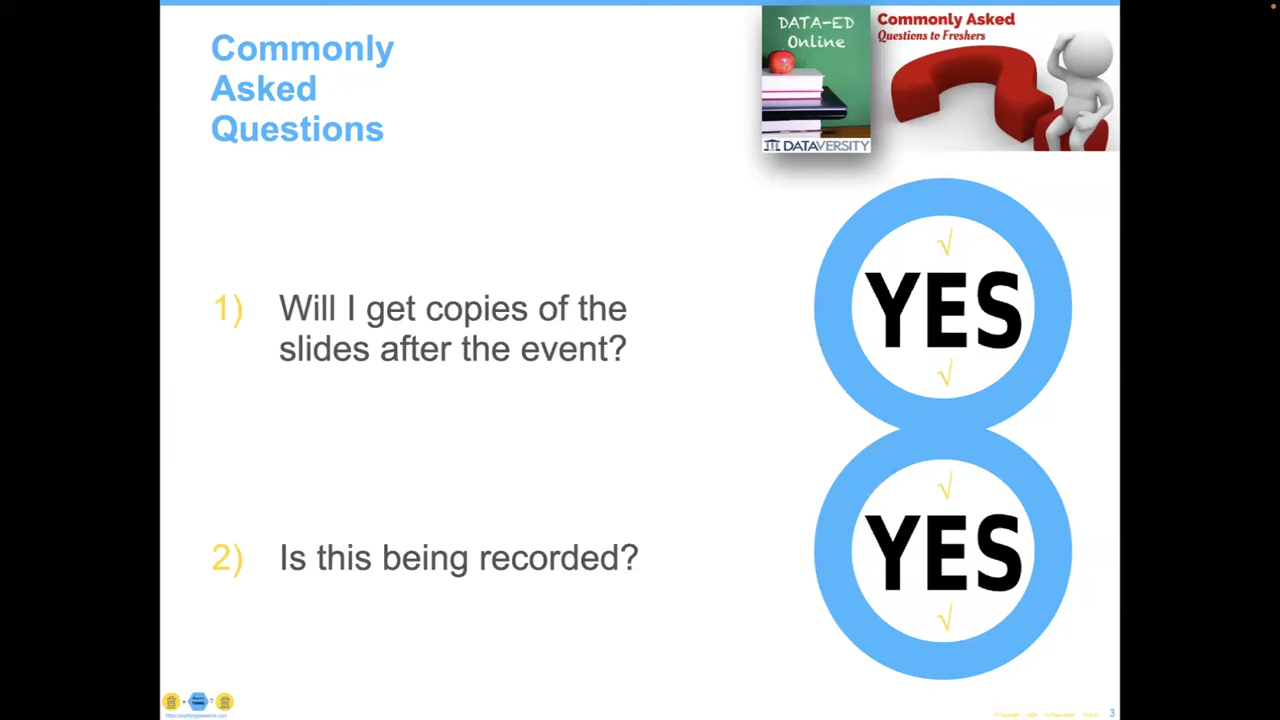 Commonly
Asked
Questions
DATA-ED
Online
DATAVERSITY
Commonly Asked
Questions to Freshers
1) Will I get copies of the
slides after the event?
√
YES
√
2) Is this being recorded?
√
YES
√
3